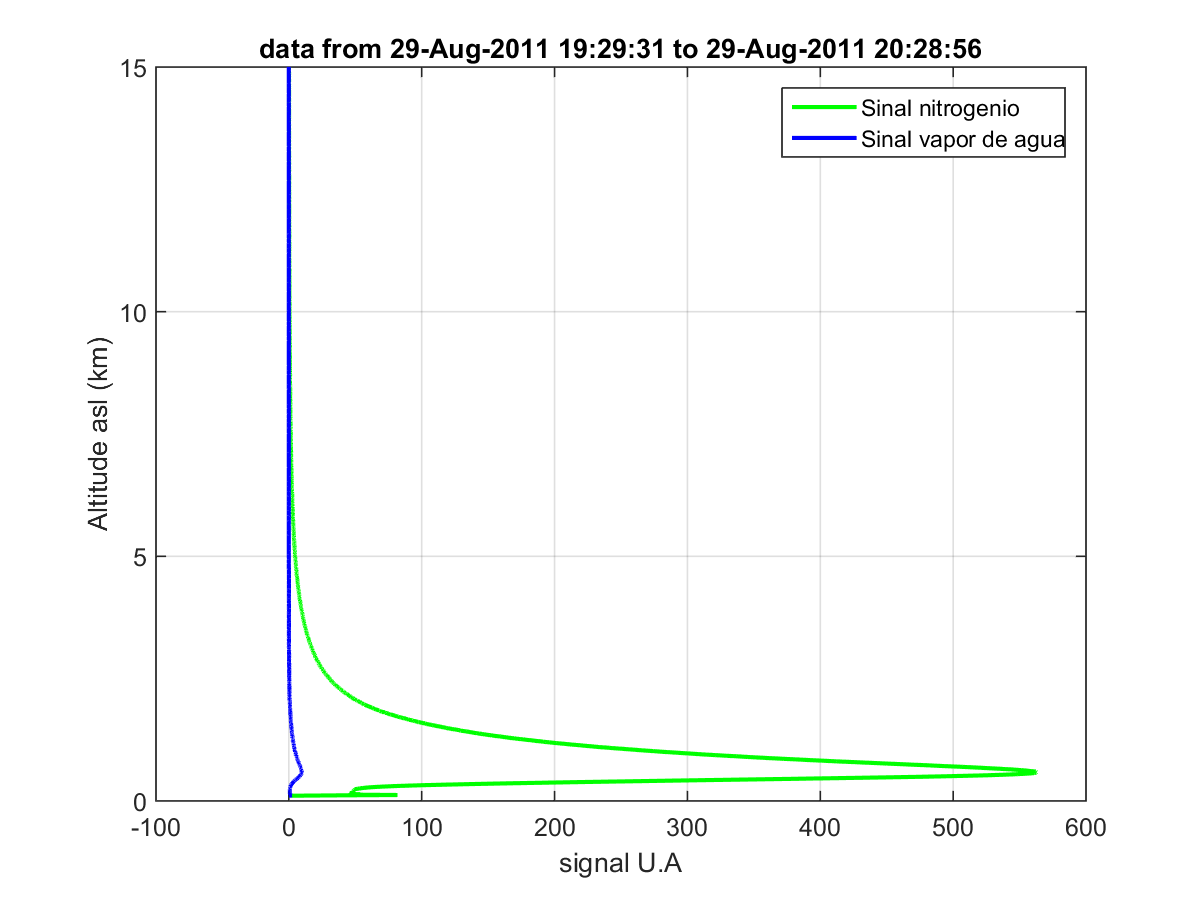 data from 29-Aug-2011 19:29:31 to 29-Aug-2011 20:28:56
Sinal nitrogenio
Sinal vapor de agua
Altitude asl (km)
15
10
5
0
-100 0 100 200 300 400 500 600
signal U.A